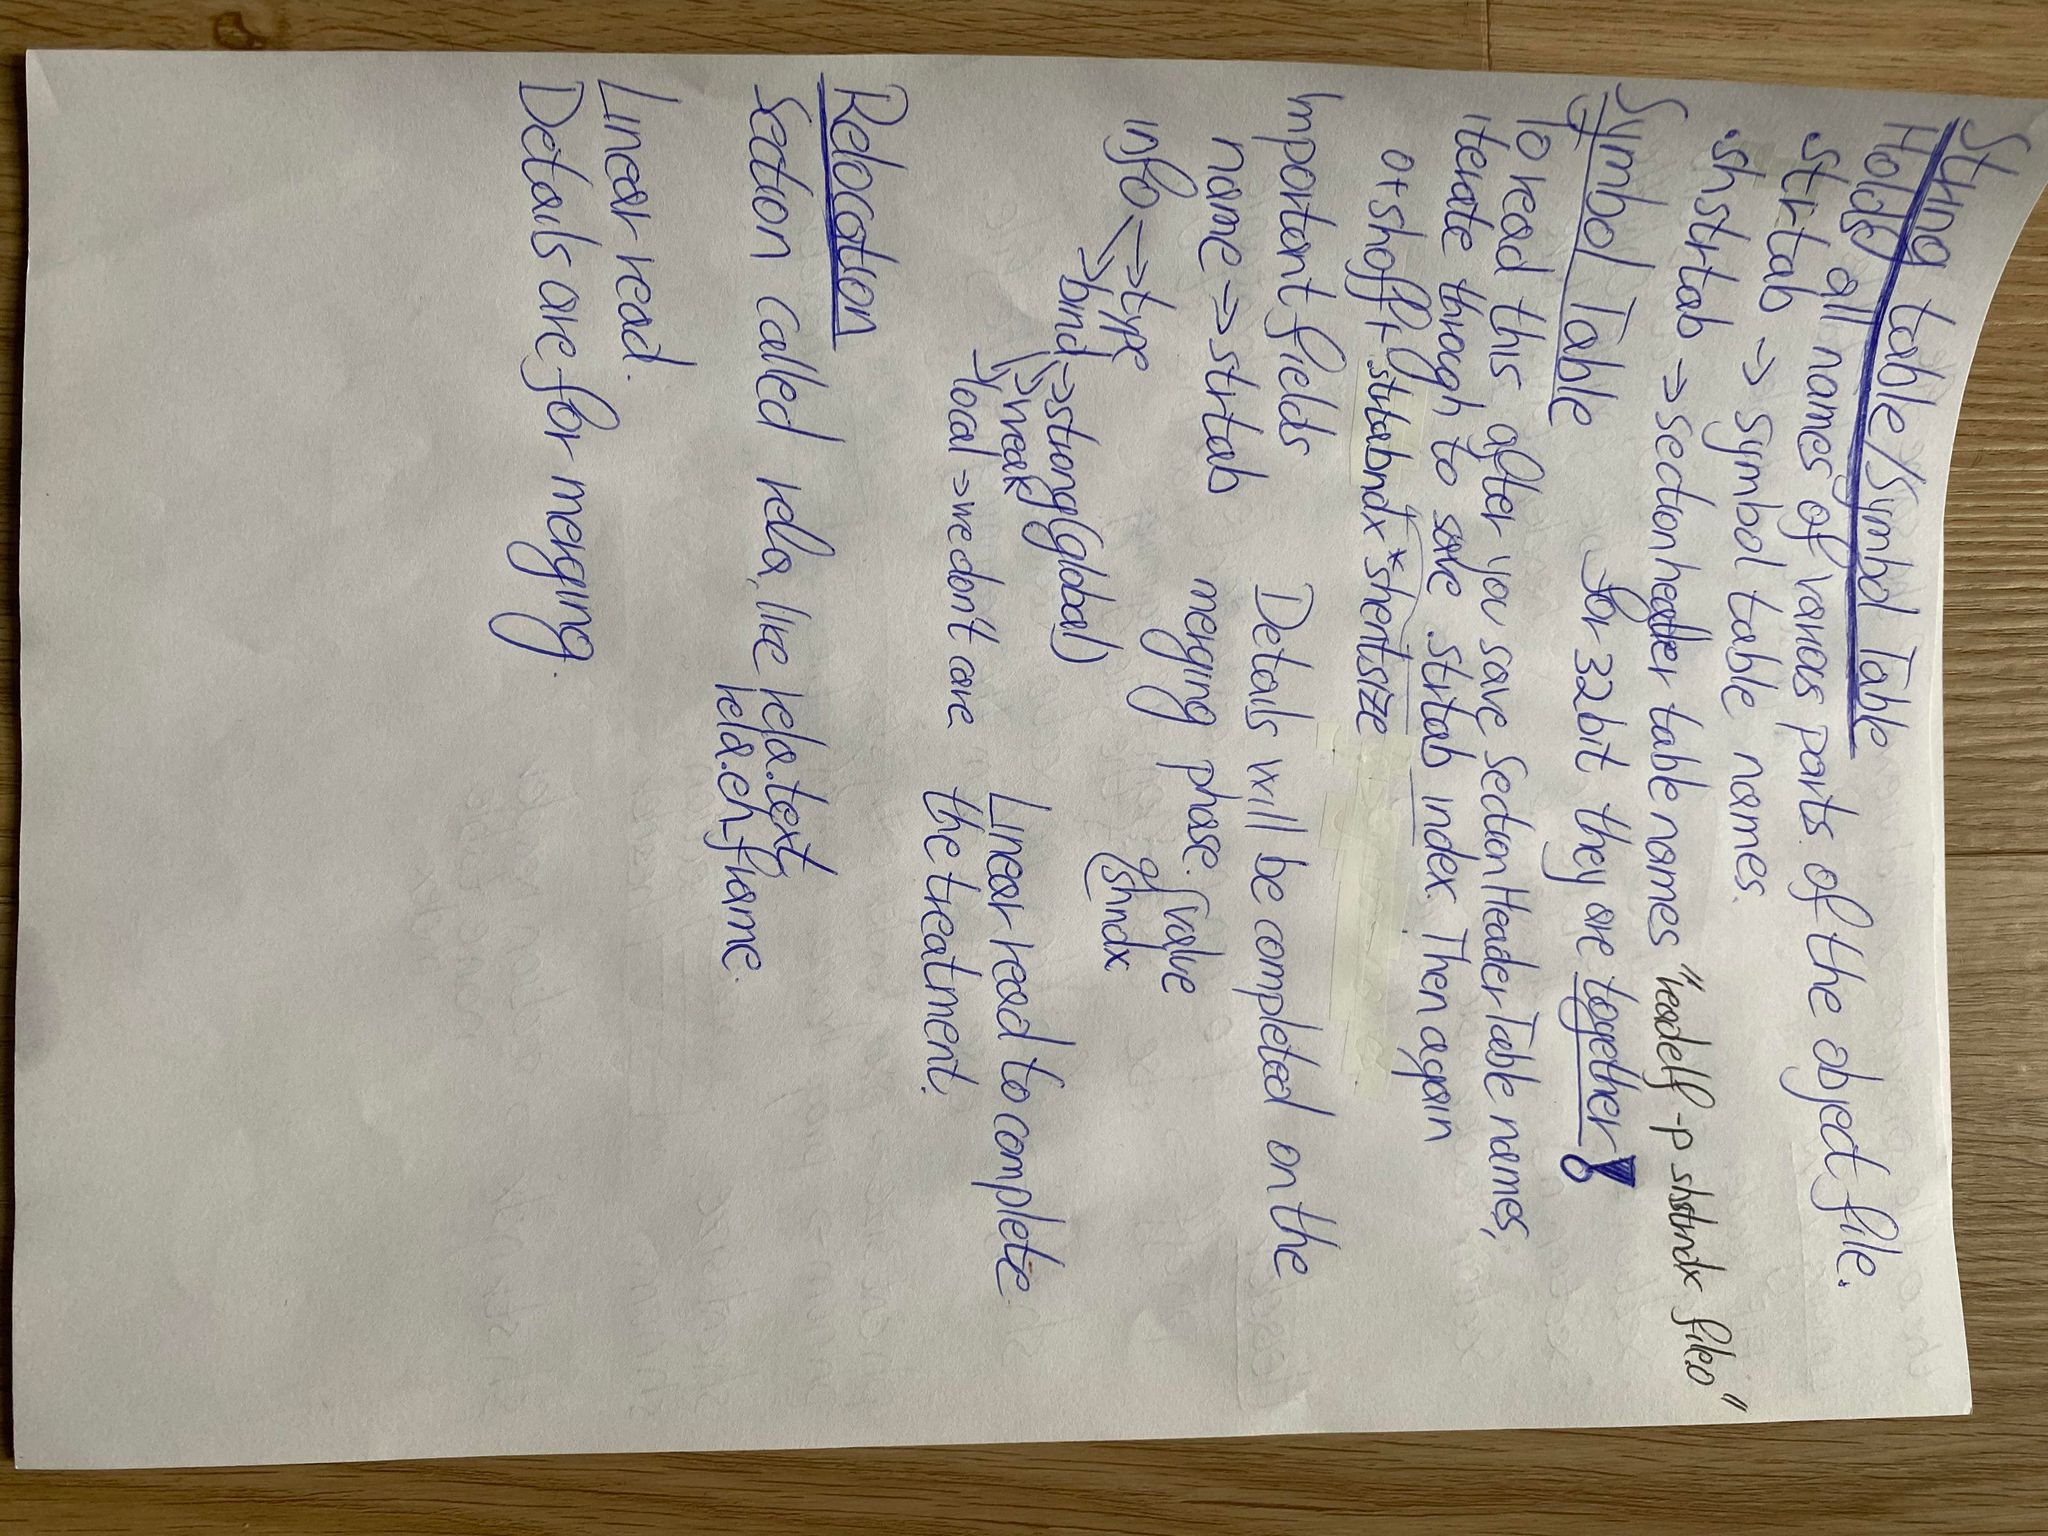 String table/Symbol Table
Holds all names of various parts of the object file.
.strtab → symbol table names.
.shstrtab → section header table names "readelf -p shstrndx file.o"
for 32bit they are together!
Symbol Table
To read this after you save SectionHeaderTable names,
iterate through to save .strtab index. Then again
0+shoff+.strtabndx*shentsize
Important fields
name → strtab
info → type
→ bind → strong(global)
→ weak
→ local → we don't care
Details will be completed on the
merging phase.
value
shndx
Linear read to complete
the treatment.
Relocation
Section called rela, like rela.text,
rela.eh_frame.
Linear read.
Details are for merging.